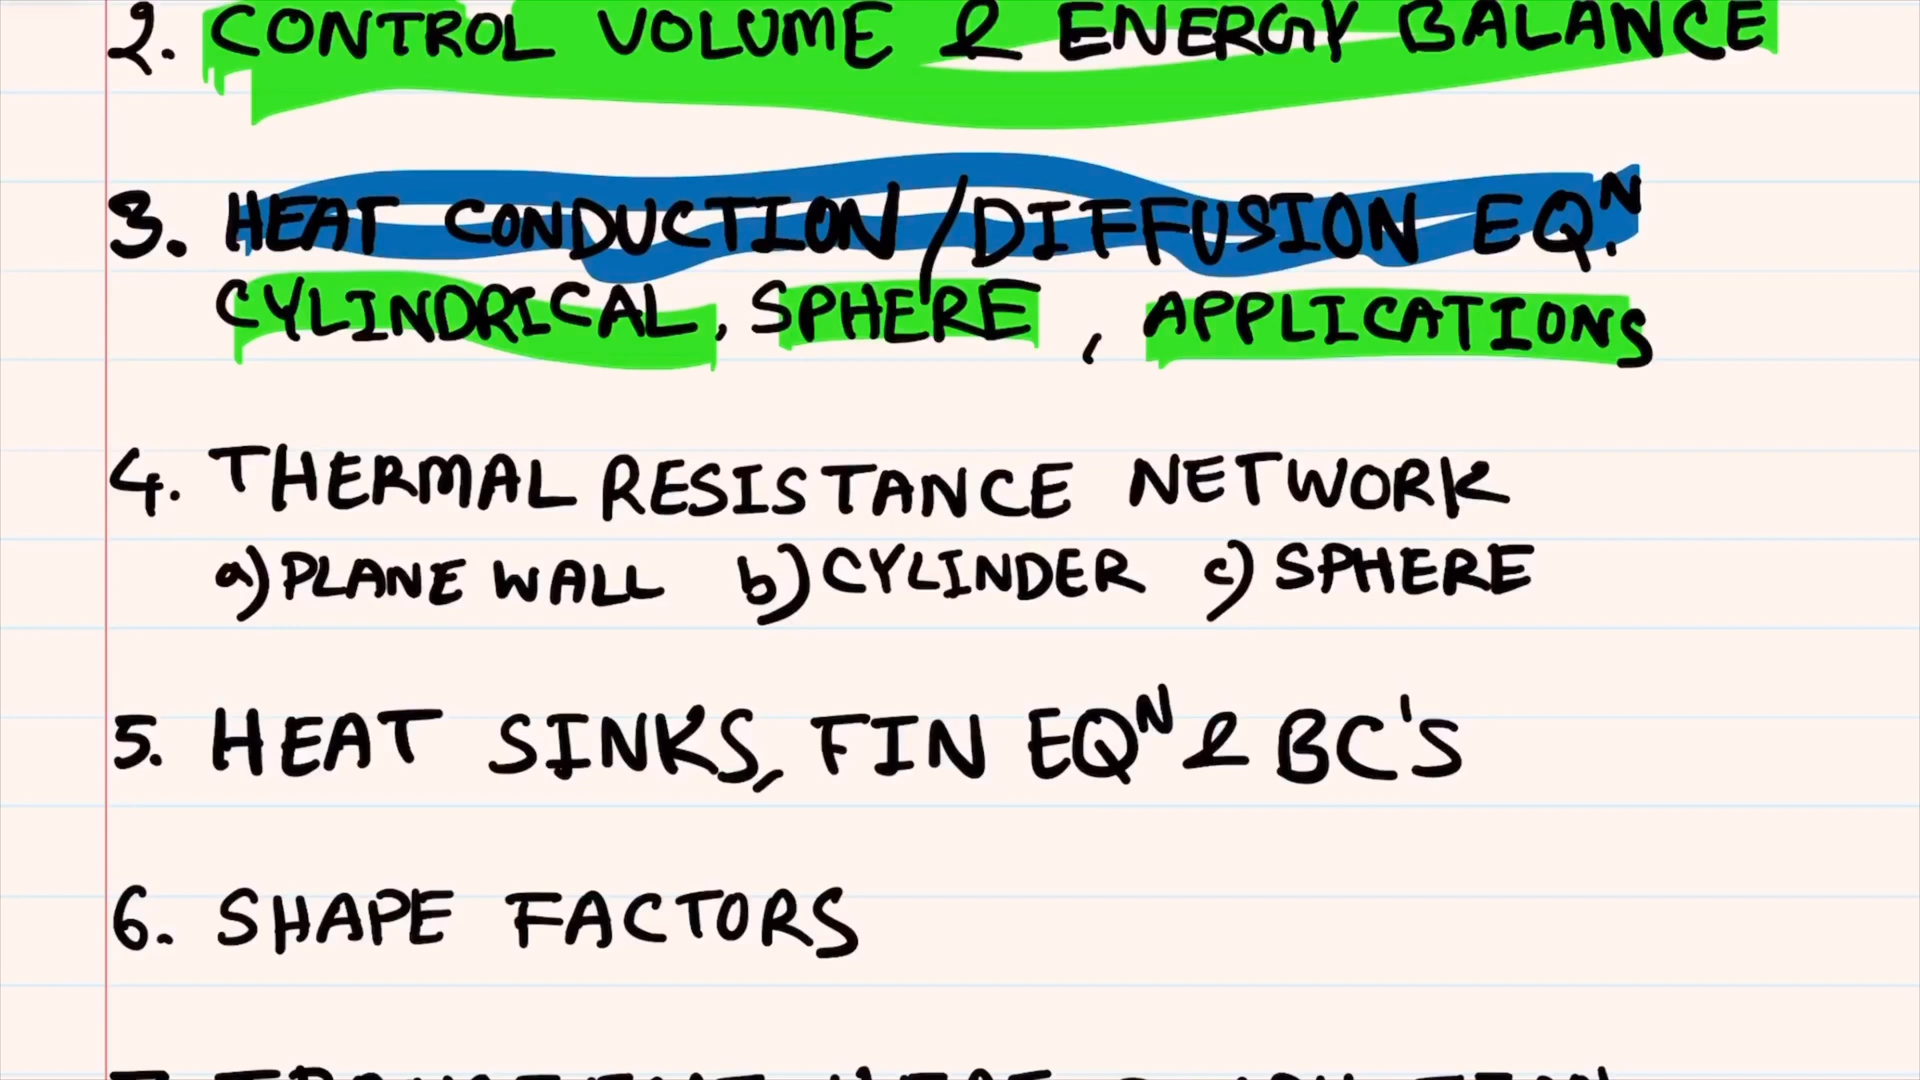 2. CONTROL VOLUME & ENERGY BALANCE
3. HEAT CONDUCTION/DIFFUSION EQᴺ.
CYLINDRICAL, SPHERE, APPLICATIONS
4. THERMAL RESISTANCE NETWORK
a) PLANE WALL b) CYLINDER c) SPHERE
5. HEAT SINKS, FIN EQᴺ & BC'S
6. SHAPE FACTORS